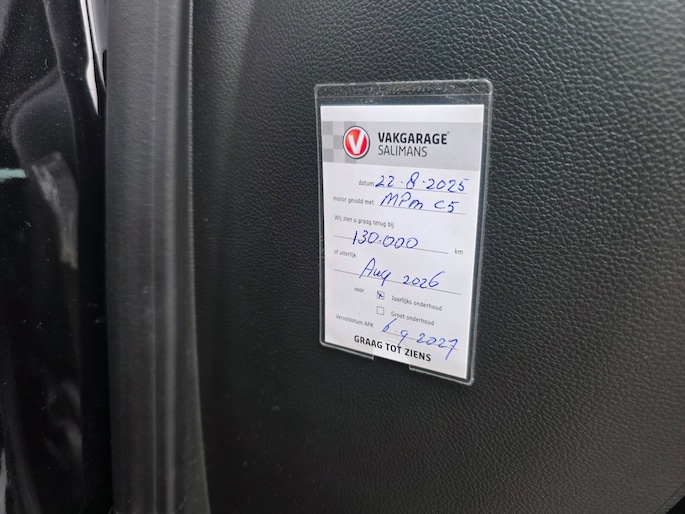 V VAKGARAGE
SALIMANS
datum 22-8-2025
motor gevuld met MPM C5
Wij zien u graag terug bij
130.000 km
of uiterlijk
Aug 2026
voor Jaarlijks onderhoud
Groot onderhoud
Vervaldatum APK 6 9 2027
GRAAG TOT ZIENS